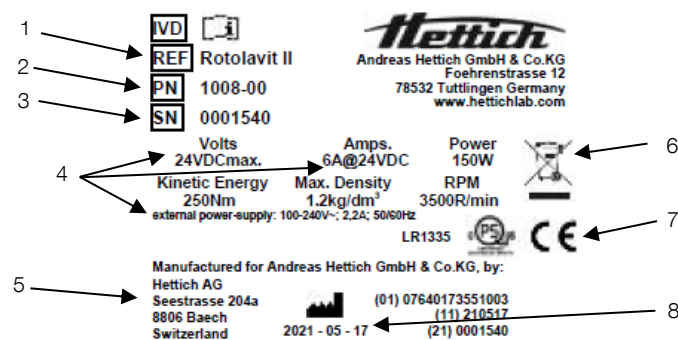 1
IVD
REF Rotolavit II
2
PN 1008-00
3
SN 0001540
Hettich
Andreas Hettich GmbH & Co.KG
Foehrenstrasse 12
78532 Tuttlingen Germany
www.hettichlab.com
4
Volts Amps. Power
24VDCmax. 6A@24VDC 150W
Kinetic Energy Max. Density RPM
250Nm 1.2kg/dm³ 3500R/min
external power-supply: 100-240V~; 2,2A; 50/60Hz
6
LR1335 PS CE
7
5
Manufactured for Andreas Hettich GmbH & Co.KG, by:
Hettich AG
Seestrasse 204a
8806 Baech
Switzerland
2021 - 05 - 17
(01) 07640173551003
(11) 210517
(21) 0001540
8